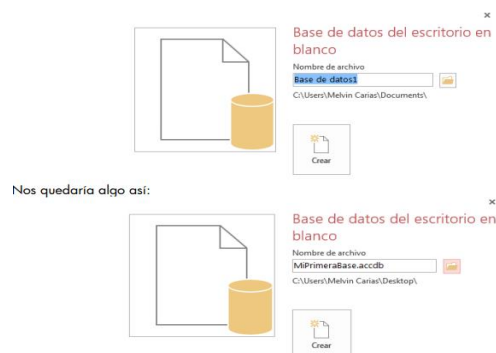 Base de datos del escritorio en
blanco
Nombre de archivo
Base de datos1
C:\Users\Melvin Carias\Documents\
Crear
Nos quedaría algo así:
Base de datos del escritorio en
blanco
Nombre de archivo
MiPrimeraBase.accdb
C:\Users\Melvin Carias\Desktop\
Crear